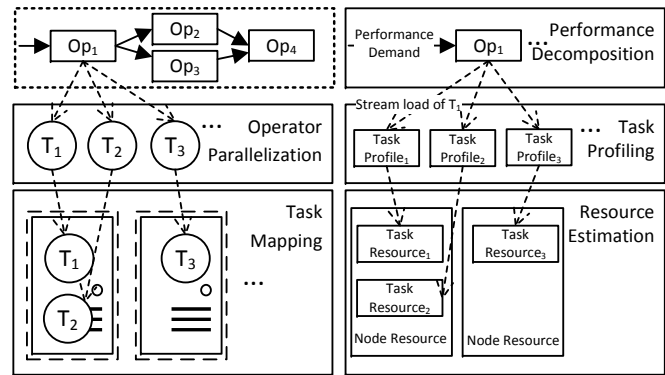 Op₁
Op₂
Op₃
Op₄
T₁
T₂
T₃
...
Operator
Parallelization
T₁
T₂
T₃
...
Task
Mapping
Performance
Demand
Op₁
...
Performance
Decomposition
Stream load of T₁
Task
Profile₁
Task
Profile₂
Task
Profile₃
...
Task
Profiling
Task
Resource₁
Task
Resource₂
Node Resource
Task
Resource₃
Node Resource
Resource
Estimation